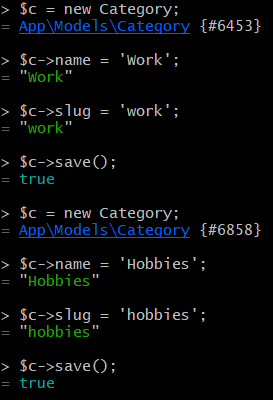 > $c = new Category;
= App\Models\Category {#6453}
> $c->name = 'Work';
= "Work"
> $c->slug = 'work';
= "work"
> $c->save();
= true
> $c = new Category;
= App\Models\Category {#6858}
> $c->name = 'Hobbies';
= "Hobbies"
> $c->slug = 'hobbies';
= "hobbies"
> $c->save();
= true